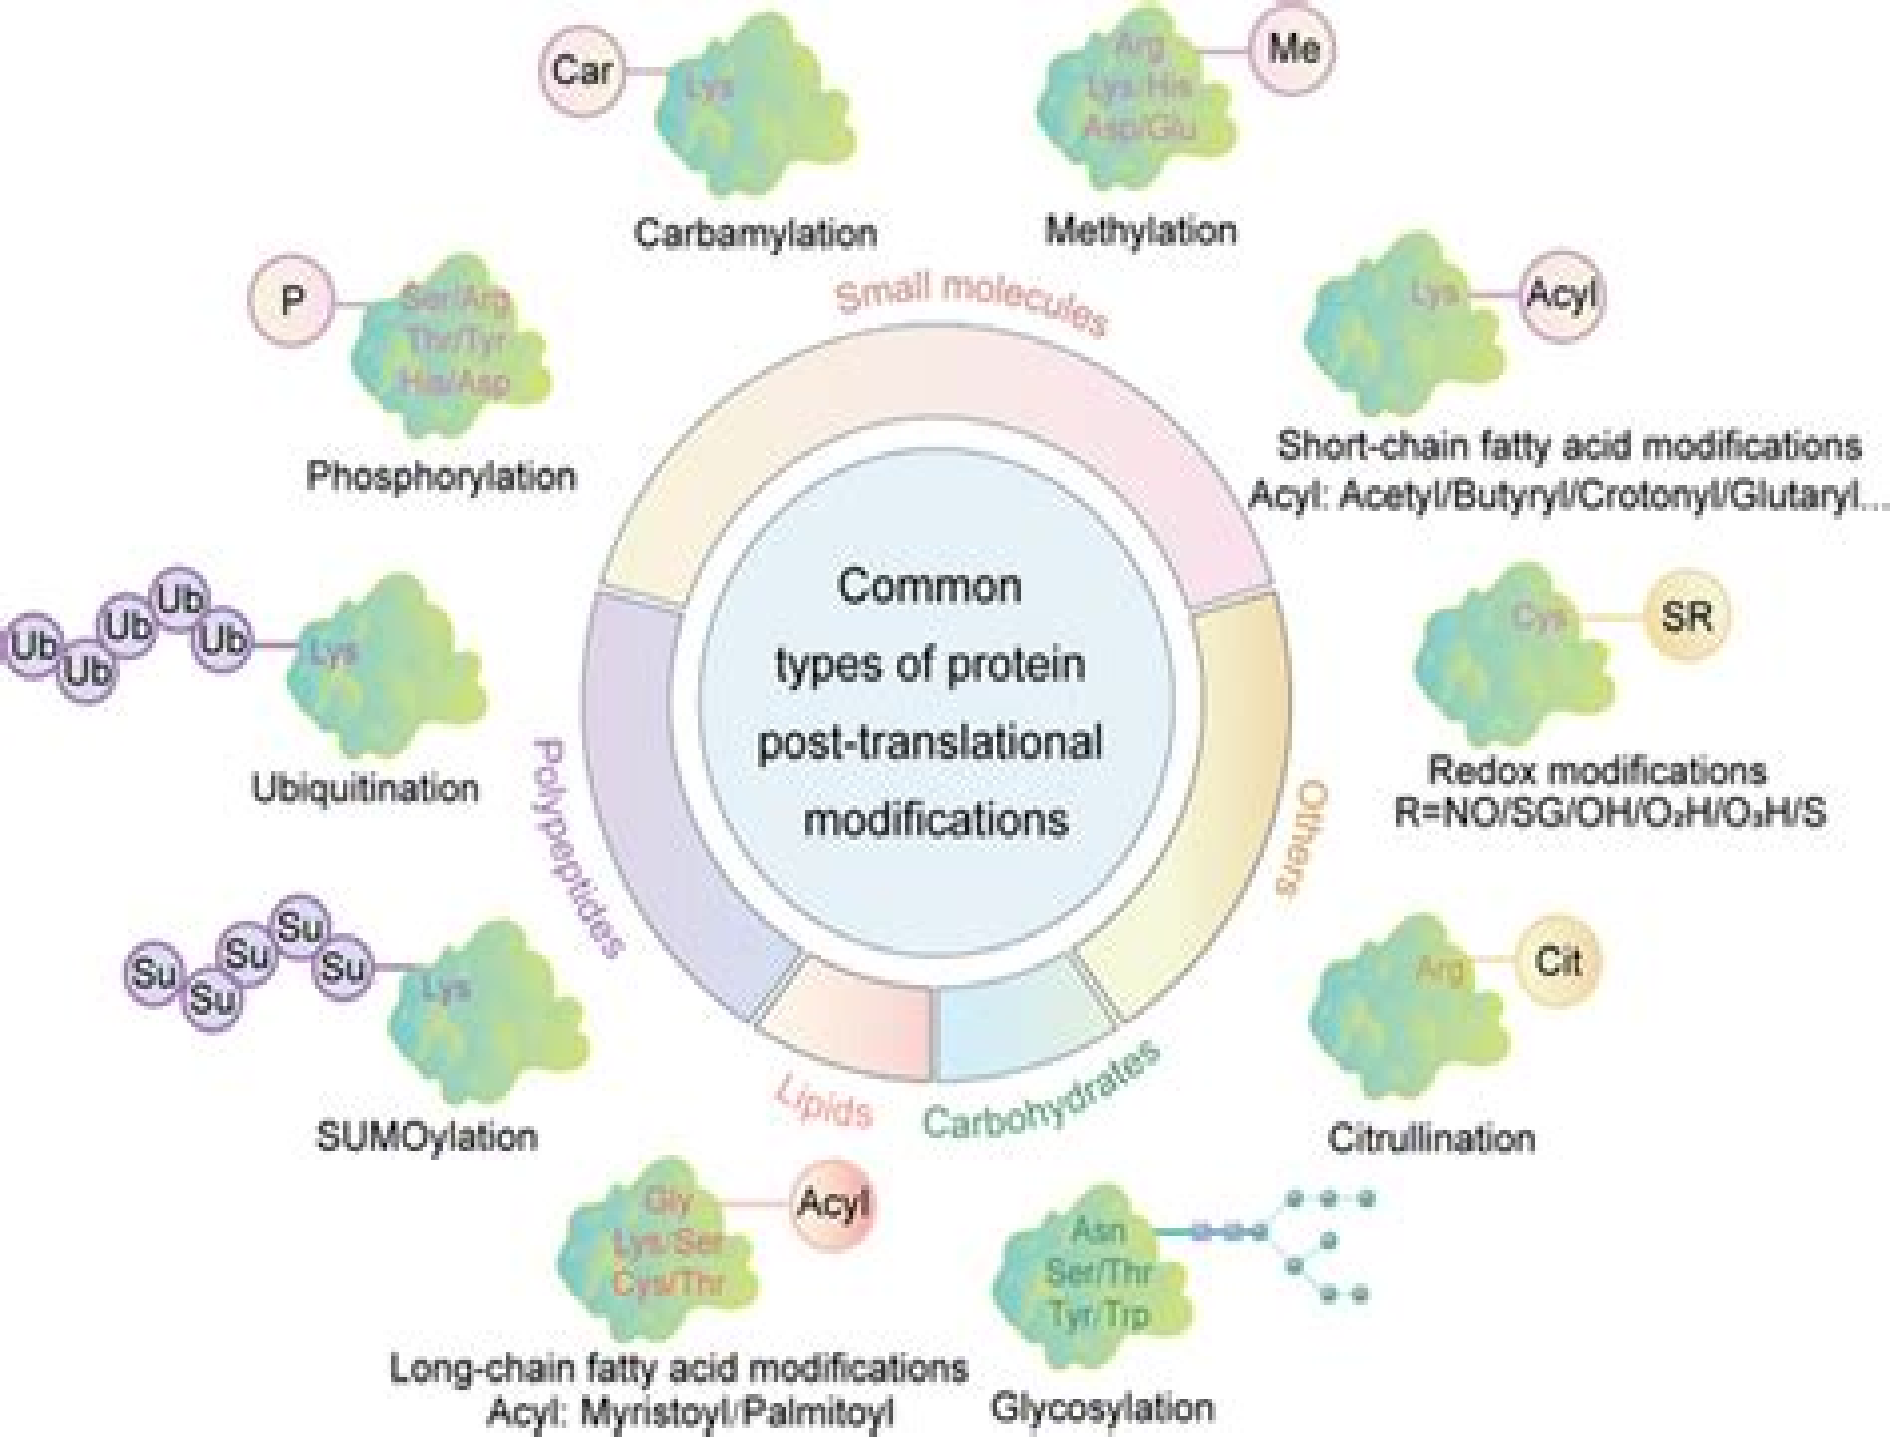 Car
Lys
Carbamylation
Arg
Lys/His
Asp/Glu
Me
Methylation
P
Ser/Arg
Thr/Tyr
His/Asp
Phosphorylation
Small molecules
Lys
Acyl
Short-chain fatty acid modifications
Acyl: Acetyl/Butyryl/Crotonyl/Glutaryl...
Ub
Ub
Ub
Ub
Ub
Lys
Ubiquitination
Common
types of protein
post-translational
modifications
Cys
SR
Redox modifications
R=NO/SG/OH/O₂H/O₃H/S
Polypeptides
Others
Su
Su
Su
Su
Su
Lys
SUMOylation
Arg
Cit
Citrullination
Lipids
Carbohydrates
Gly
Lys/Ser
Cys/Thr
Acyl
Long-chain fatty acid modifications
Acyl: Myristoyl/Palmitoyl
Asn
Ser/Thr
Tyr/Trp
Glycosylation